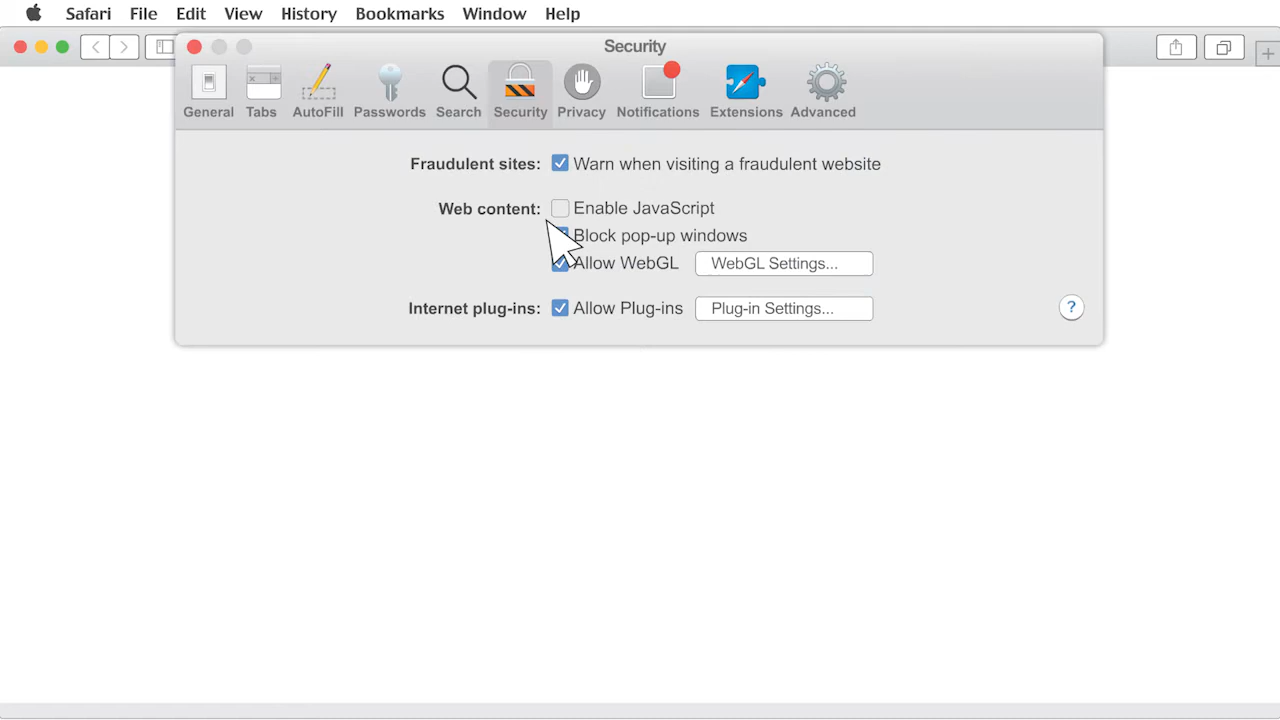 Safari File Edit View History Bookmarks Window Help
Security
General Tabs AutoFill Passwords Search Security Privacy Notifications Extensions Advanced
Fraudulent sites: Warn when visiting a fraudulent website
Web content: Enable JavaScript
Block pop-up windows
Allow WebGL WebGL Settings...
Internet plug-ins: Allow Plug-ins Plug-in Settings... ?